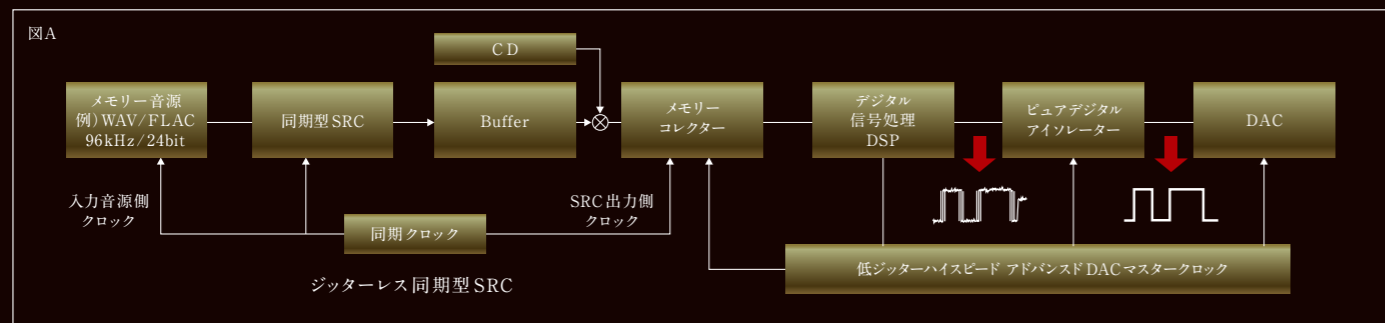 図A
CD
メモリー音源
例)WAV/FLAC
96kHz/24bit
同期型SRC
Buffer
メモリー
コレクター
デジタル
信号処理
DSP
ピュアデジタル
アイソレーター
DAC
入力音源側
クロック
同期クロック
SRC出力側
クロック
低ジッターハイスピード アドバンスドDACマスタークロック
ジッターレス同期型SRC